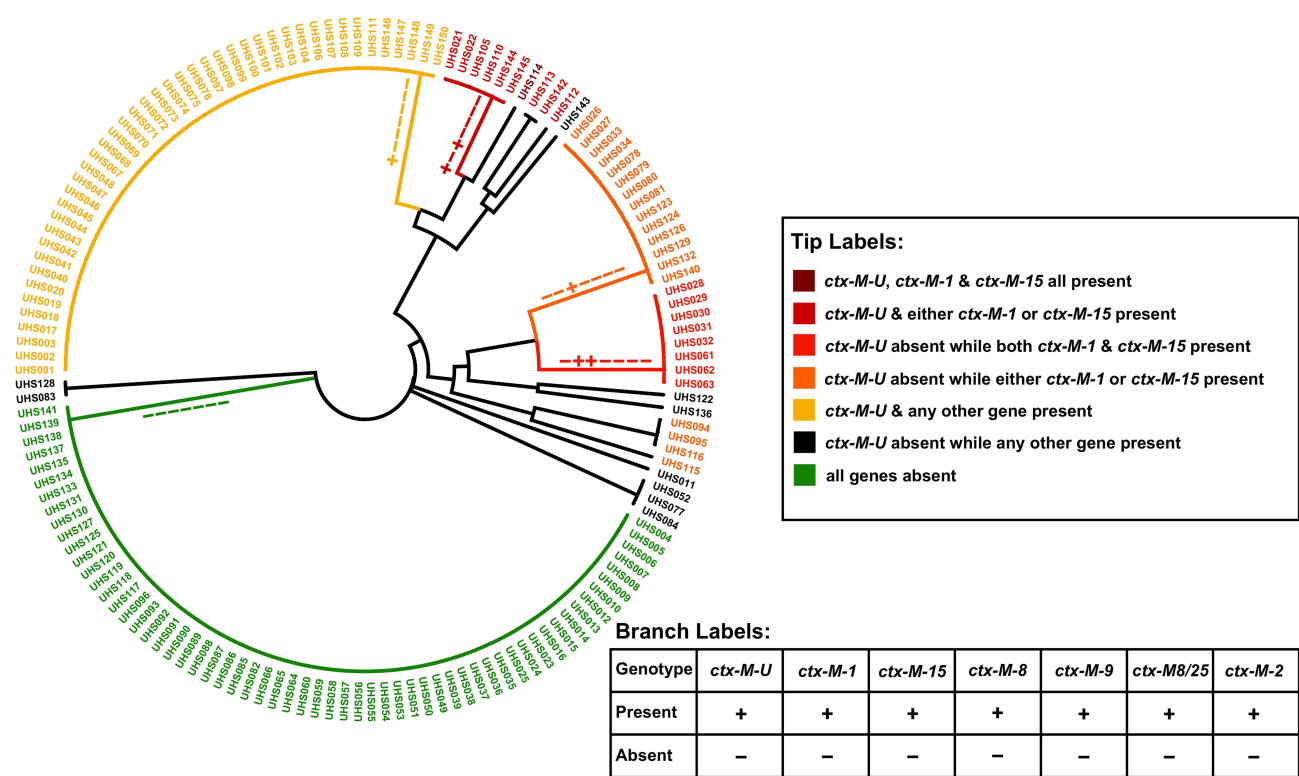 UHS001
UHS002
UHS003
UHS017
UHS018
UHS019
UHS020
UHS040
UHS041
UHS042
UHS043
UHS044
UHS045
UHS046
UHS047
UHS048
UHS067
UHS068
UHS069
UHS070
UHS071
UHS072
UHS073
UHS074
UHS075
UHS076
UHS097
UHS098
UHS099
UHS100
UHS101
UHS102
UHS103
UHS104
UHS106
UHS107
UHS108
UHS109
UHS111
UHS146
UHS147
UHS148
UHS149
UHS150
UHS021
UHS022
UHS105
UHS110
UHS144
UHS145
UHS114
UHS113
UHS142
UHS112
UHS143
UHS026
UHS027
UHS033
UHS034
UHS078
UHS079
UHS080
UHS081
UHS123
UHS124
UHS126
UHS129
UHS132
UHS140
UHS028
UHS029
UHS030
UHS031
UHS032
UHS061
UHS062
UHS063
UHS122
UHS136
UHS094
UHS095
UHS116
UHS115
UHS011
UHS052
UHS077
UHS084
UHS004
UHS005
UHS006
UHS007
UHS008
UHS009
UHS010
UHS012
UHS013
UHS014
UHS015
UHS016
UHS023
UHS024
UHS025
UHS035
UHS056
UHS037
UHS038
UHS039
UHS049
UHS050
UHS051
UHS053
UHS054
UHS055
UHS056
UHS057
UHS058
UHS059
UHS060
UHS064
UHS065
UHS066
UHS082
UHS085
UHS086
UHS087
UHS088
UHS089
UHS090
UHS091
UHS092
UHS093
UHS096
UHS117
UHS118
UHS119
UHS120
UHS121
UHS125
UHS127
UHS130
UHS131
UHS133
UHS134
UHS135
UHS137
UHS138
UHS139
UHS141
UHS083
UHS128
+ − − − − − −
+ − + − − − −
− − + − − − −
− + + − − − −
− − − − − − −
Tip Labels:
ctx-M-U, ctx-M-1 & ctx-M-15 all present
ctx-M-U & either ctx-M-1 or ctx-M-15 present
ctx-M-U absent while both ctx-M-1 & ctx-M-15 present
ctx-M-U absent while either ctx-M-1 or ctx-M-15 present
ctx-M-U & any other gene present
ctx-M-U absent while any other gene present
all genes absent
Branch Labels:
Genotype ctx-M-U ctx-M-1 ctx-M-15 ctx-M-8 ctx-M-9 ctx-M8/25 ctx-M-2
Present + + + + + + +
Absent − − − − − − −